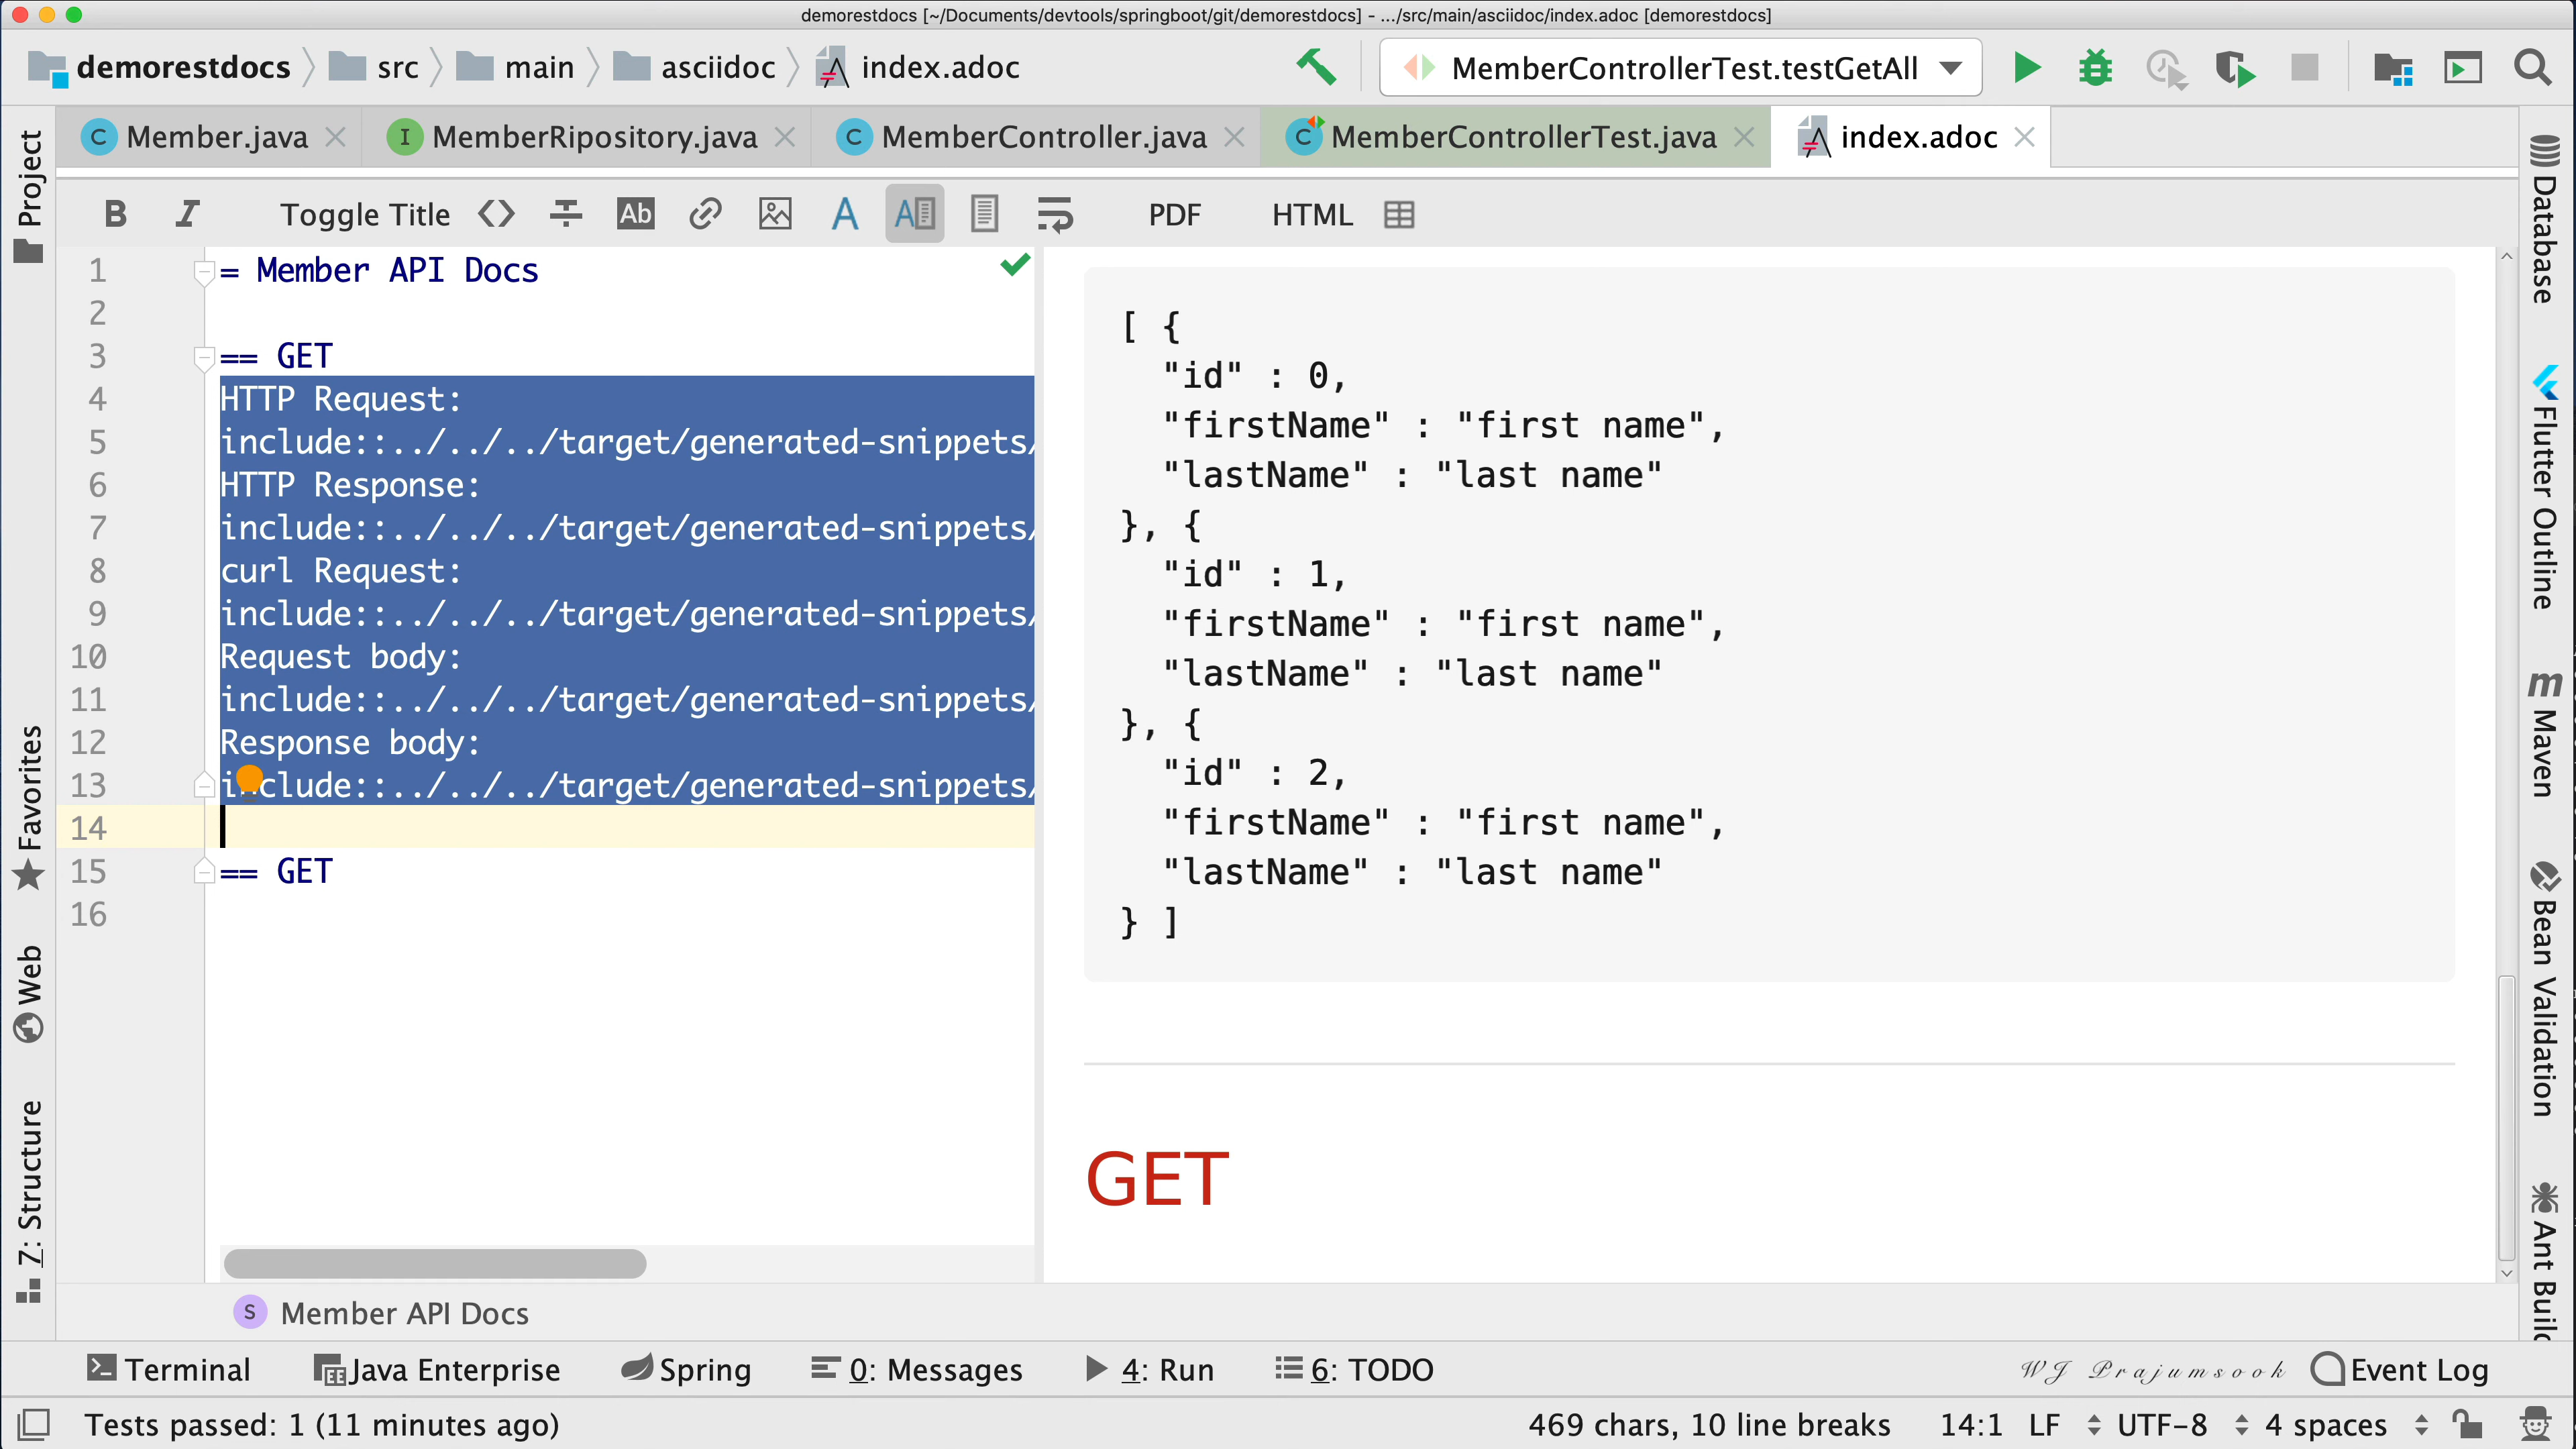 demorestdocs [~/Documents/devtools/springboot/git/demorestdocs] - .../src/main/asciidoc/index.adoc [demorestdocs]
demorestdocs src main asciidoc index.adoc
MemberControllerTest.testGetAll
Member.java MemberRipository.java MemberController.java MemberControllerTest.java index.adoc
B I Toggle Title Ab A A PDF HTML
1 = Member API Docs
2
3 == GET
4 HTTP Request:
5 include::../../../target/generated-snippets/
6 HTTP Response:
7 include::../../../target/generated-snippets/
8 curl Request:
9 include::../../../target/generated-snippets/
10 Request body:
11 include::../../../target/generated-snippets/
12 Response body:
13 include::../../../target/generated-snippets/
14
15 == GET
16
[ {
"id" : 0,
"firstName" : "first name",
"lastName" : "last name"
}, {
"id" : 1,
"firstName" : "first name",
"lastName" : "last name"
}, {
"id" : 2,
"firstName" : "first name",
"lastName" : "last name"
} ]
GET
Project
Favorites
Web
Z: Structure
Database
Flutter Outline
m Maven
Bean Validation
Ant Build
S Member API Docs
Terminal Java Enterprise Spring 0: Messages 4: Run 6: TODO
WJ Prajumsook
Event Log
Tests passed: 1 (11 minutes ago)
469 chars, 10 line breaks 14:1 LF UTF-8 4 spaces